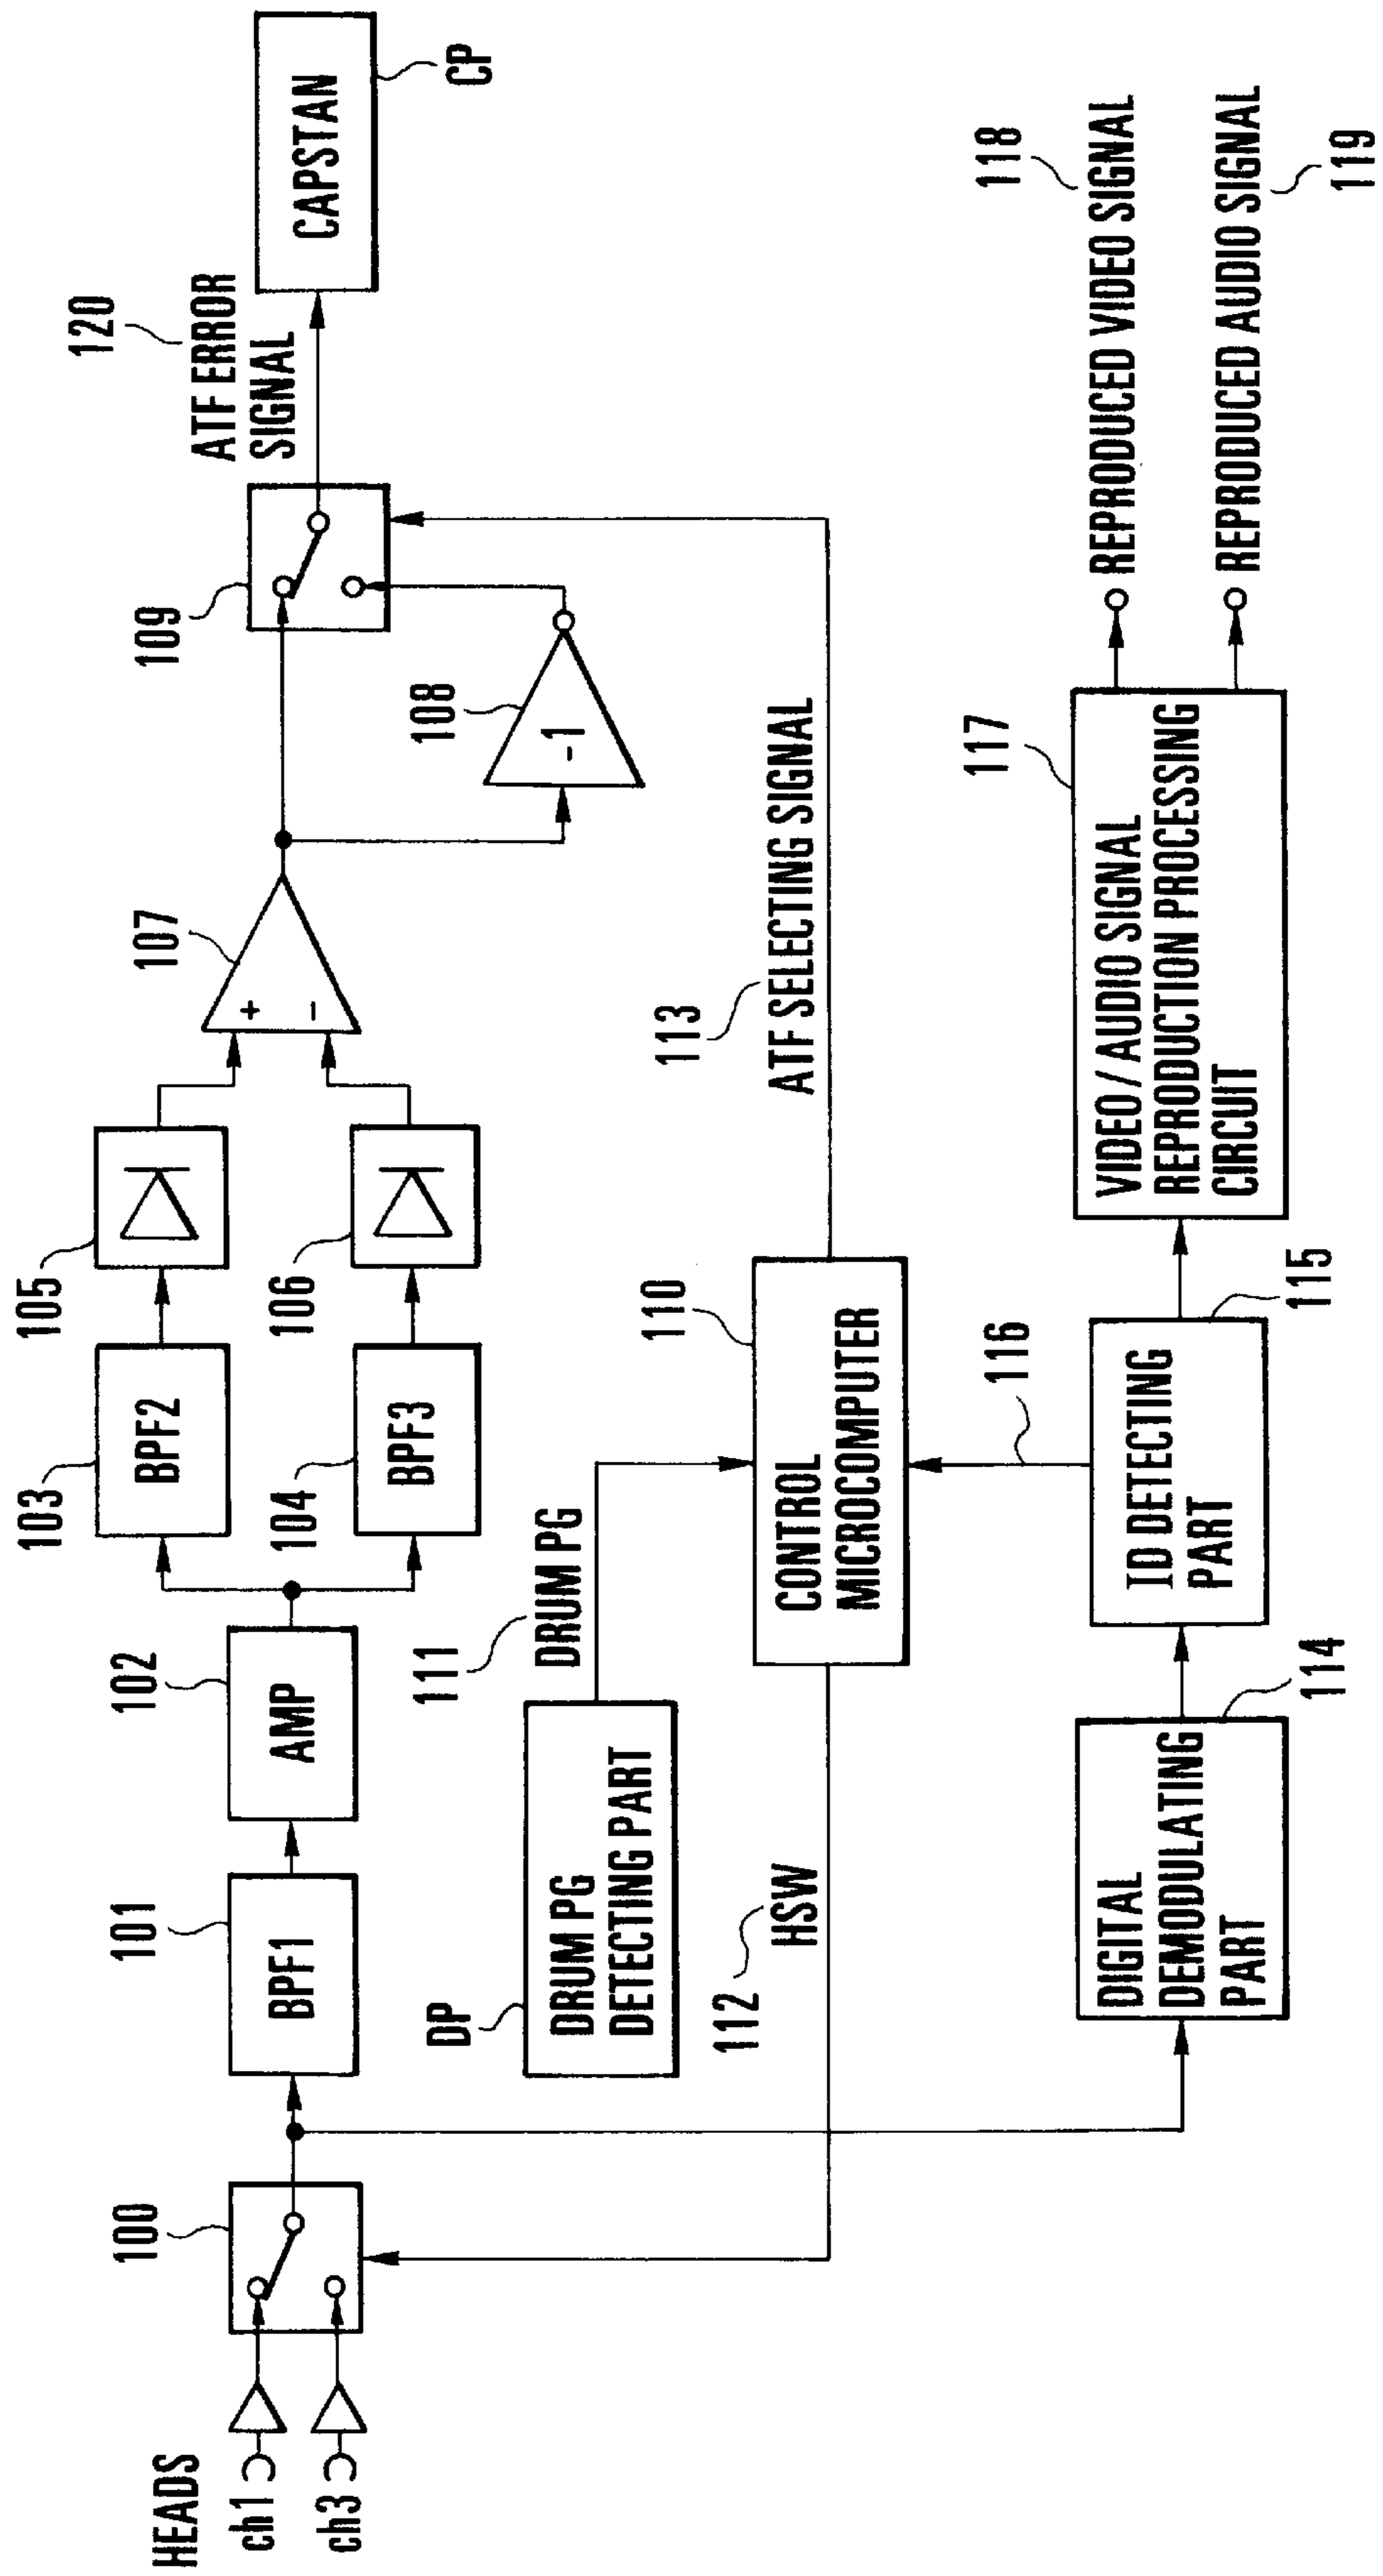 HEADS
ch1
ch3
100
101
BPF1
102
AMP
103
BPF2
104
BPF3
105
106
107
+
−
108
-1
109
120
ATF ERROR
SIGNAL
CAPSTAN
CP
DP
DRUM PG
DETECTING PART
111
DRUM PG
112
HSW
110
CONTROL
MICROCOMPUTER
113
ATF SELECTING SIGNAL
DIGITAL
DEMODULATING
PART
114
ID DETECTING
PART
115
116
117
VIDEO / AUDIO SIGNAL
REPRODUCTION PROCESSING
CIRCUIT
118
REPRODUCED VIDEO SIGNAL
REPRODUCED AUDIO SIGNAL
119